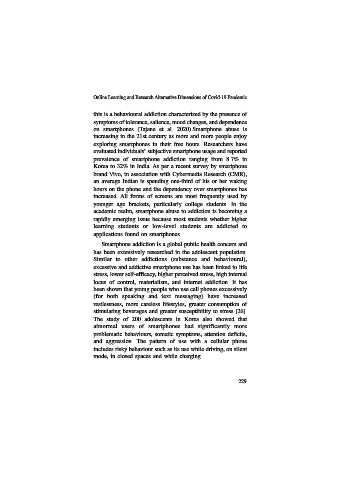 Online Learning and Research Alternative Dimensions of Covid-19 Pandemic
this is a behavioural addiction characterized by the presence of
symptoms of tolerance, salience, mood changes, and dependence
on smartphones (Tajane et al. 2020).Smartphone abuse is
increasing in the 21st century as more and more people enjoy
exploring smartphones in their free hours. Researchers have
evaluated individuals' subjective smartphone usage and reported
prevalence of smartphone addiction ranging from 8.7% in
Korea to 32% in India. As per a recent survey by smartphone
brand Vivo, in association with Cybermedia Research (CMR),
an average Indian is spending one-third of his or her waking
hours on the phone and the dependency over smartphones has
increased. All forms of screens are most frequently used by
younger age brackets, particularly college students. In the
academic realm, smartphone abuse to addiction is becoming a
rapidly emerging issue because most students whether higher
learning students or low-level students are addicted to
applications found on smartphones.
Smartphone addiction is a global public health concern and
has been extensively researched in the adolescent population.
Similar to other addictions (substance and behavioural),
excessive and addictive smartphone use has been linked to life
stress, lower self-efficacy, higher perceived stress, high internal
locus of control, materialism, and internet addiction. It has
been shown that young people who use cell phones excessively
(for both speaking and text messaging) have increased
restlessness, more careless lifestyles, greater consumption of
stimulating beverages and greater susceptibility to stress [26].
The study of 200 adolescents in Korea also showed that
abnormal users of smartphones had significantly more
problematic behaviours, somatic symptoms, attention deficits,
and aggression. The pattern of use with a cellular phone
includes risky behaviour such as its use while driving, on silent
mode, in closed spaces and while charging.
229